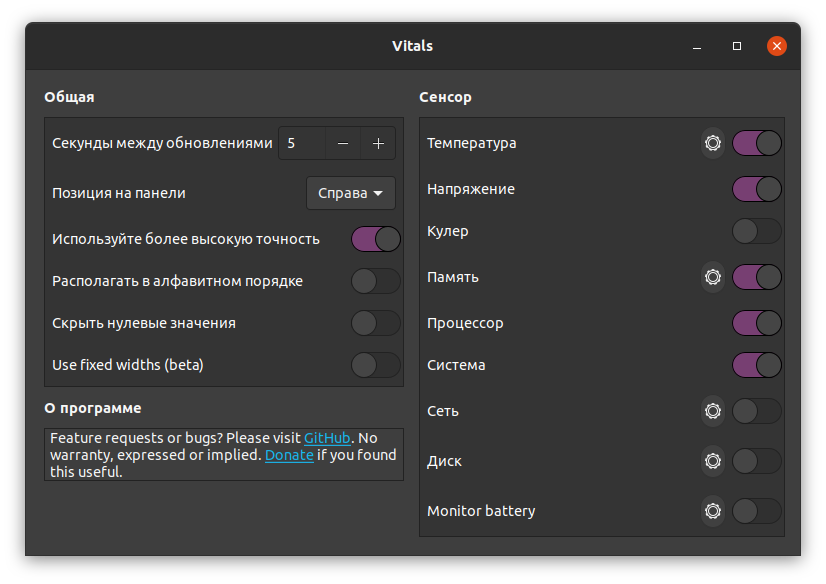 Vitals
Общая
Секунды между обновлениями 5
Позиция на панели Справа
Используйте более высокую точность
Располагать в алфавитном порядке
Скрыть нулевые значения
Use fixed widths (beta)
О программе
Feature requests or bugs? Please visit GitHub. No
warranty, expressed or implied. Donate if you found
this useful.
Сенсор
Температура
Напряжение
Кулер
Память
Процессор
Система
Сеть
Диск
Monitor battery